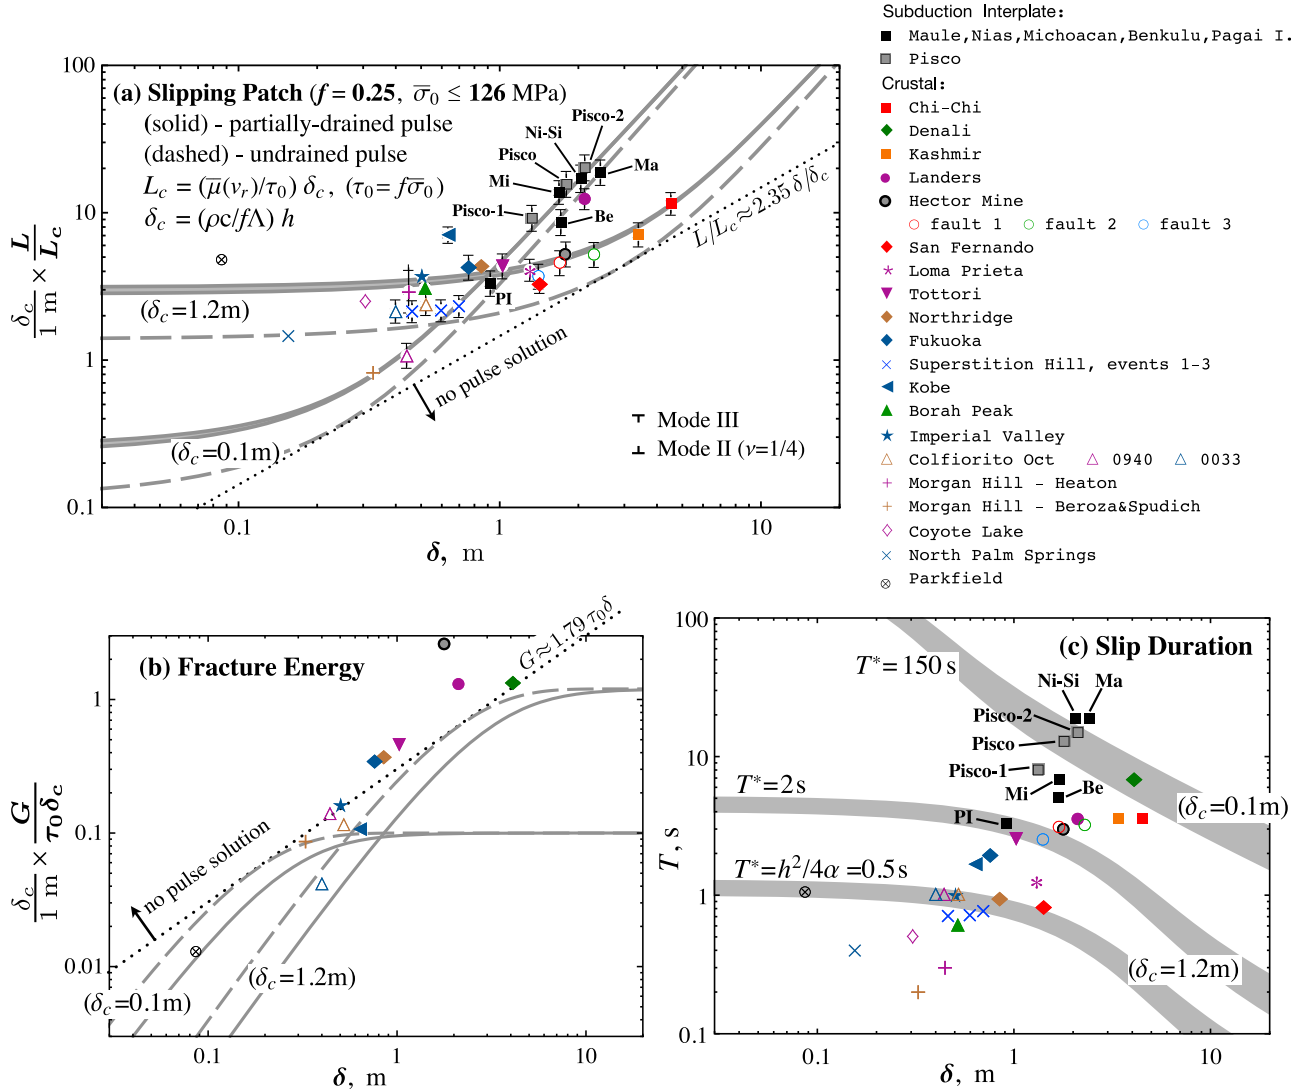 Subduction Interplate:
Maule,Nias,Michoacan,Benkulu,Pagai I.
Pisco
Crustal:
Chi-Chi
Denali
Kashmir
Landers
Hector Mine
fault 1 fault 2 fault 3
San Fernando
Loma Prieta
Tottori
Northridge
Fukuoka
Superstition Hill, events 1-3
Kobe
Borah Peak
Imperial Valley
Colfiorito Oct 0940 0033
Morgan Hill - Heaton
Morgan Hill - Beroza&Spudich
Coyote Lake
North Palm Springs
Parkfield
(a) Slipping Patch (f = 0.25, σ̅₀ ≤ 126 MPa)
(solid) - partially-drained pulse
(dashed) - undrained pulse
L_c = (μ̅(v_r)/τ₀) δ_c, (τ₀= fσ̅₀)
δ_c = (ρc/fΛ) h
100
10
1
0.1
δ_c/1 m × L/L_c
Pisco-2
Ni-Si
Pisco
Ma
Mi
Pisco-1
Be
PI
L/L_c≈2.35 δ/δ_c
(δ_c=1.2m)
no pulse solution
(δ_c=0.1m)
Mode III
Mode II (ν=1/4)
0.1 1 10
δ, m
(b) Fracture Energy
G≈1.79 τ₀δ
1
0.1
0.01
δ_c/1 m × G/τ₀δ_c
no pulse solution
(δ_c=0.1m)
(δ_c=1.2m)
0.1 1 10
δ, m
(c) Slip Duration
100
10
1
0.1
T, s
T*=150 s
Ni-Si Ma
Pisco-2
Pisco
Pisco-1
T*=2 s
Mi
Be
PI
(δ_c=0.1m)
T*=h²/4α=0.5 s
(δ_c=1.2m)
0.1 1 10
δ, m